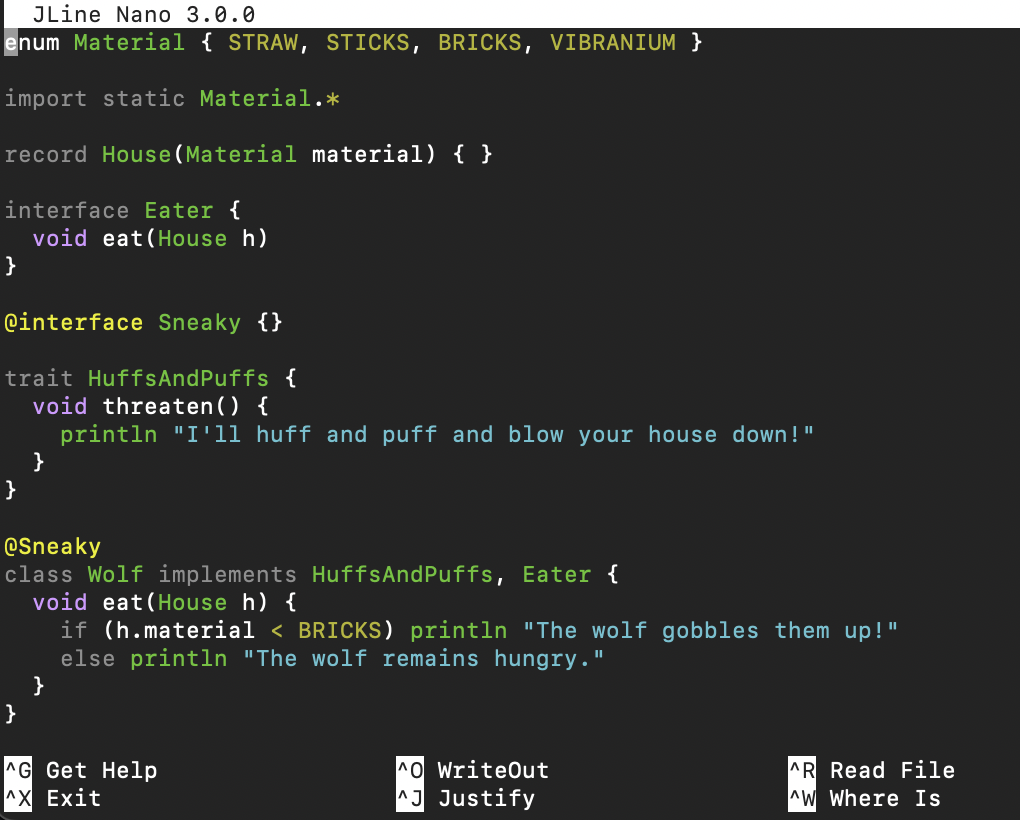 JLine Nano 3.0.0
enum Material { STRAW, STICKS, BRICKS, VIBRANIUM }
import static Material.*
record House(Material material) { }
interface Eater {
  void eat(House h)
}
@interface Sneaky {}
trait HuffsAndPuffs {
  void threaten() {
    println "I'll huff and puff and blow your house down!"
  }
}
@Sneaky
class Wolf implements HuffsAndPuffs, Eater {
  void eat(House h) {
    if (h.material < BRICKS) println "The wolf gobbles them up!"
    else println "The wolf remains hungry."
  }
}
^G Get Help ^O WriteOut ^R Read File
^X Exit ^J Justify ^W Where Is